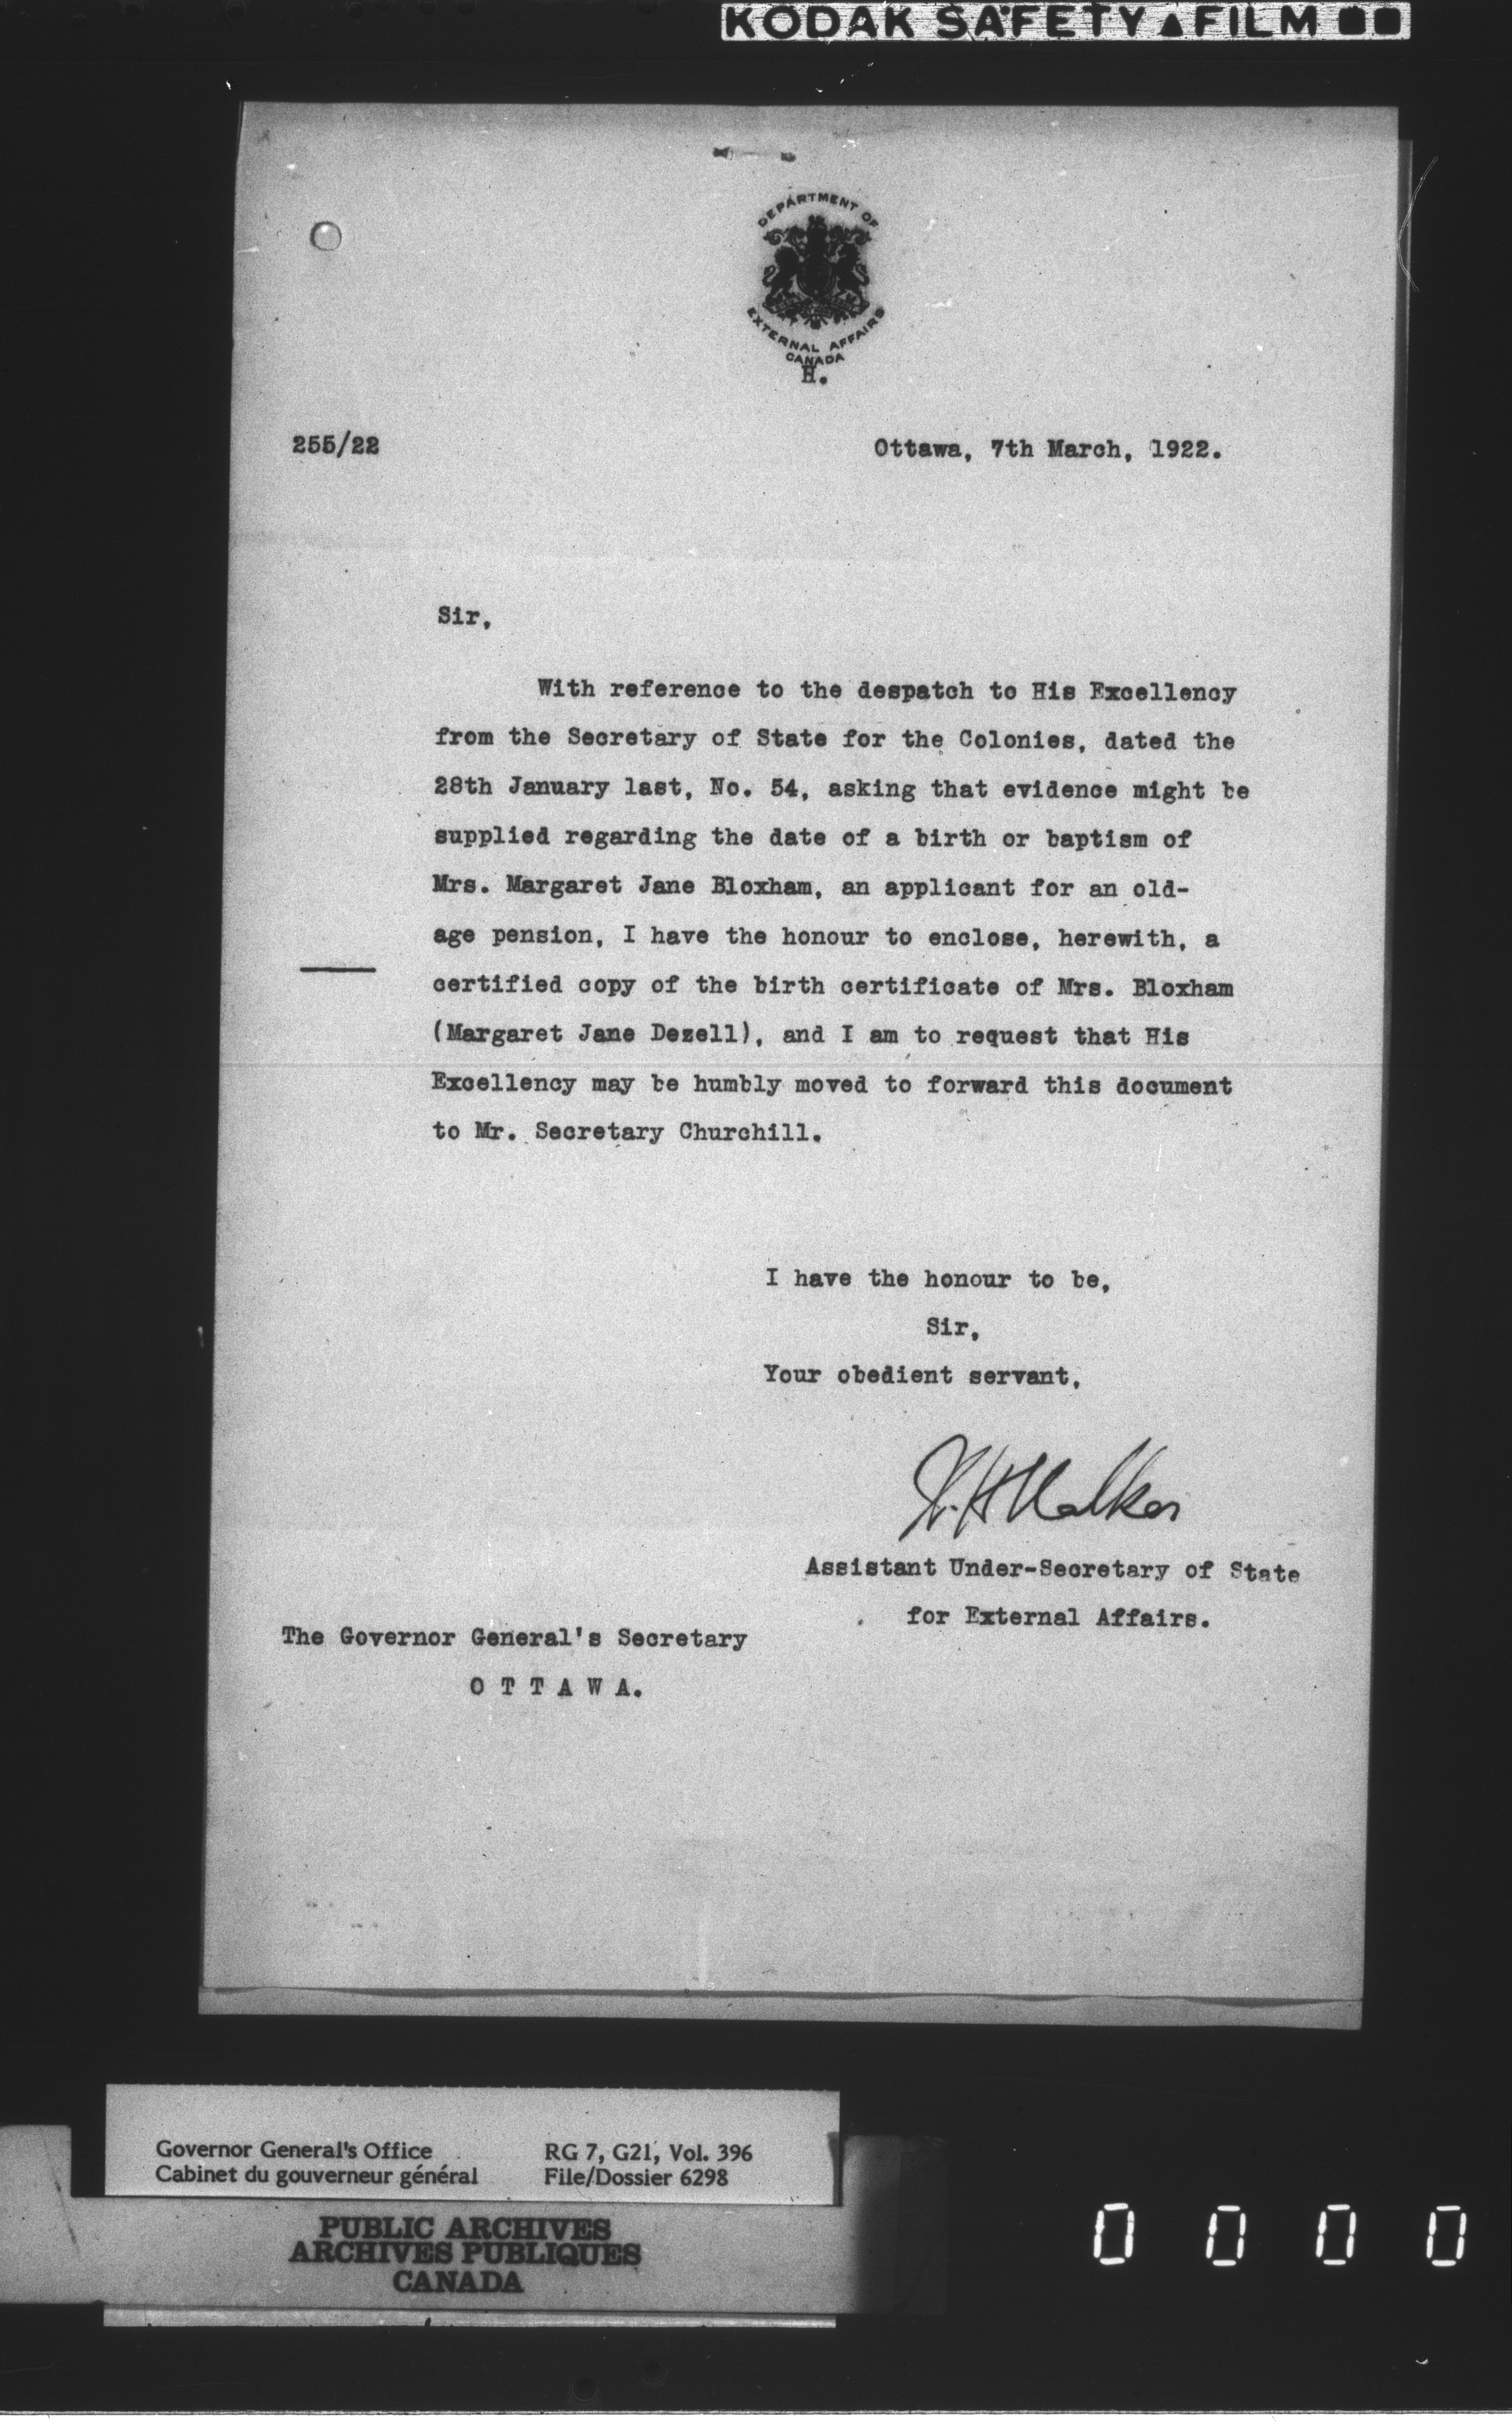 KODAK SAFETY FILM
DEPARTMENT OF
EXTERNAL AFFAIRS
CANADA
H.
255/22
Ottawa, 7th March, 1922.
Sir,
With reference to the despatch to His Excellency
from the Secretary of State for the Colonies, dated the
28th January last, No. 54, asking that evidence might be
supplied regarding the date of a birth or baptism of
Mrs. Margaret Jane Bloxham, an applicant for an old-
age pension, I have the honour to enclose, herewith, a
certified copy of the birth certificate of Mrs. Bloxham
(Margaret Jane Dezell), and I am to request that His
Excellency may be humbly moved to forward this document
to Mr. Secretary Churchill.
I have the honour to be,
Sir,
Your obedient servant,
W.H Walker
Assistant Under-Secretary of State
for External Affairs.
The Governor General's Secretary
O T T A W A.
Governor General's Office RG 7, G21, Vol. 396
Cabinet du gouverneur général File/Dossier 6298
PUBLIC ARCHIVES
ARCHIVES PUBLIQUES
CANADA
0 0 0 0